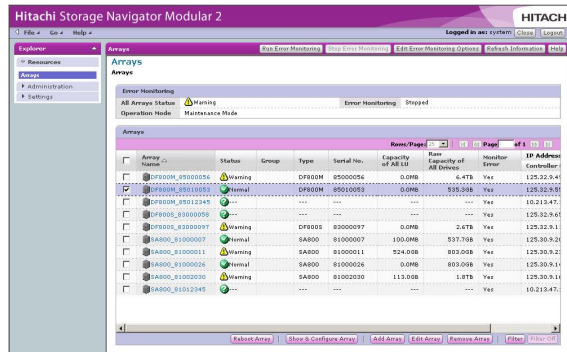 Hitachi Storage Navigator Modular 2
HITACH
File Go Help
Logged in as: system Close Logout
Explorer
Arrays
Run Error Monitoring Stop Error Monitoring Edit Error Monitoring Options Refresh Information Help
Resources
Arrays
Administration
Settings
Arrays
Arrays
Error Monitoring
All Arrays Status Warning Error Monitoring Stopped
Operation Mode Maintenance Mode
Arrays
Rows/Page: 25 Page of 1
Array Name Status Group Type Serial No. Capacity of All LU Raw Capacity of All Drives Monitor Error IP Address
Controller
DF800M_85000056 Warning DF800M 85000056 0.0MB 6.4TB Yes 125.32.9.4
DF800M_85010053 Normal DF800M 85010053 0.0MB 535.3GB Yes 125.32.9.5
DF800M_85012345 --- --- --- --- --- Yes 10.213.47.
DF800S_83000058 --- --- --- --- --- Yes 125.32.9.6
DF800S_83000097 Warning DF800S 83000097 0.0MB 2.6TB Yes 125.32.9.1
SA800_81000007 Normal SA800 81000007 100.0MB 537.7GB Yes 125.30.9.2
SA800_81000011 Warning SA800 81000011 524.0GB 803.0GB Yes 125.30.9.2
SA800_81000026 Normal SA800 81000026 0.0MB 803.0GB Yes 125.30.9.1
SA800_81002030 Warning SA800 81002030 113.0GB 1.8TB Yes 125.30.9.1
SA800_81012345 --- --- --- --- --- Yes 10.213.47.
Reboot Array Show & Configure Array Add Array Edit Array Remove Array Filter Filter Off